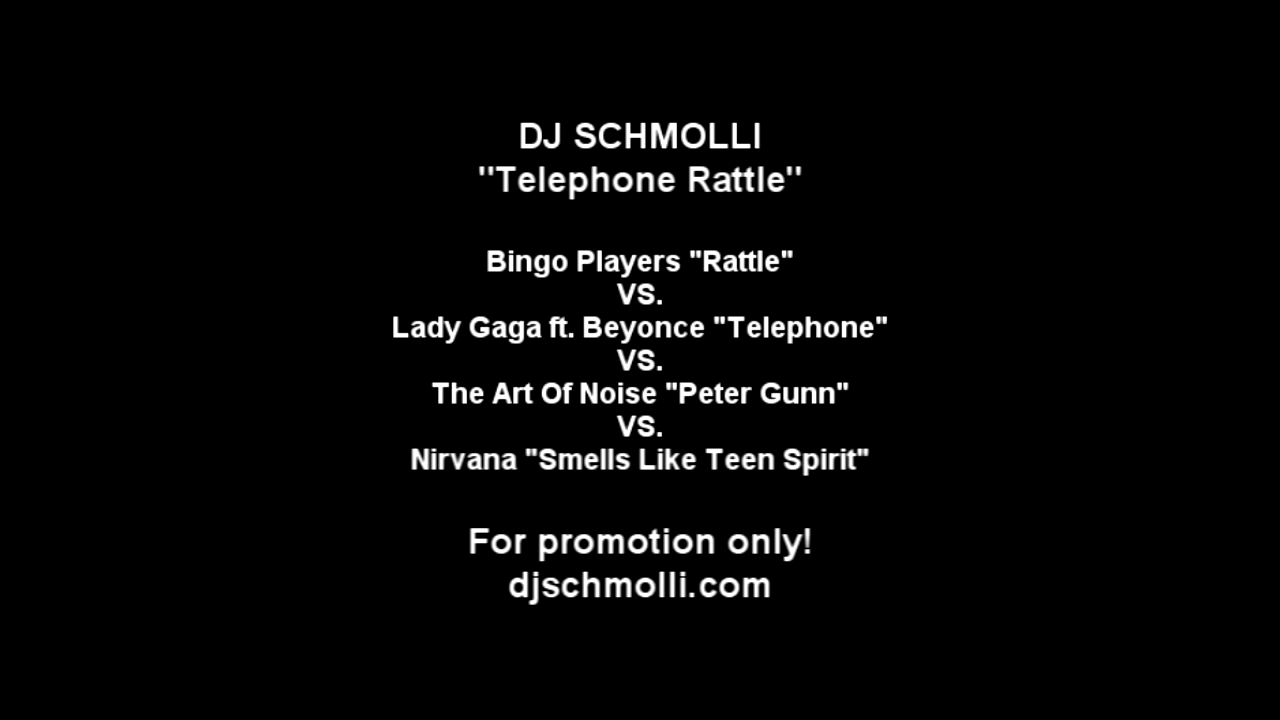 DJ SCHMOLLI
"Telephone Rattle"
Bingo Players "Rattle"
VS.
Lady Gaga ft. Beyonce "Telephone"
VS.
The Art Of Noise "Peter Gunn"
VS.
Nirvana "Smells Like Teen Spirit"
For promotion only!
djschmolli.com